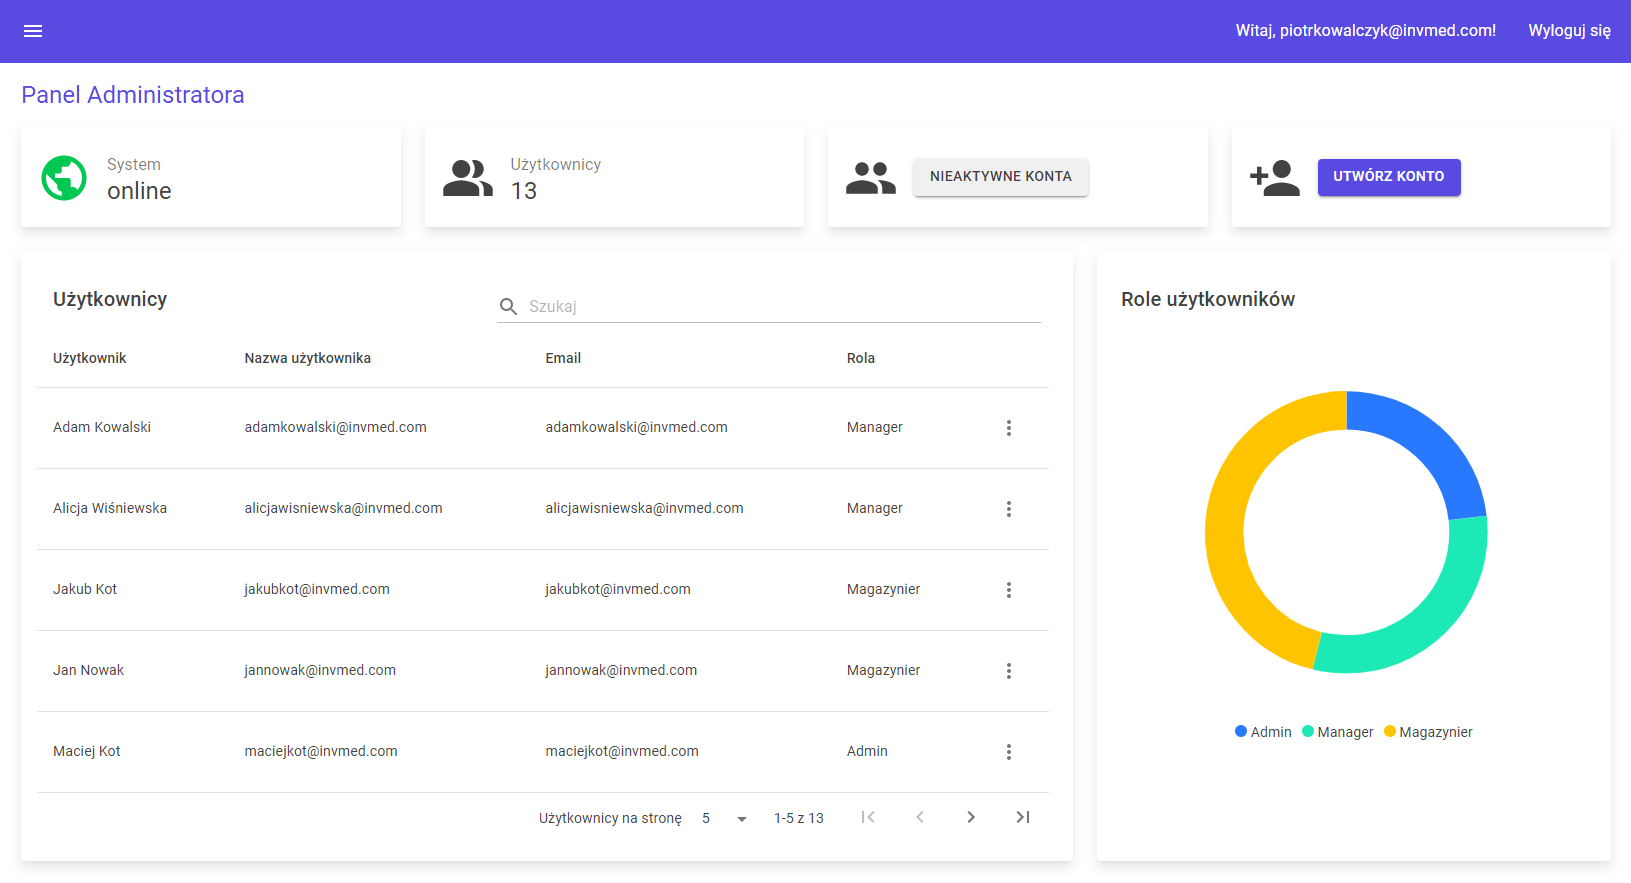 Witaj, piotrkowalczyk@invmed.com! Wyloguj się
Panel Administratora
System
online
Użytkownicy
13
NIEAKTYWNE KONTA
UTWÓRZ KONTO
Użytkownicy
Szukaj
Użytkownik Nazwa użytkownika Email Rola
Adam Kowalski adamkowalski@invmed.com adamkowalski@invmed.com Manager
Alicja Wiśniewska alicjawisniewska@invmed.com alicjawisniewska@invmed.com Manager
Jakub Kot jakubkot@invmed.com jakubkot@invmed.com Magazynier
Jan Nowak jannowak@invmed.com jannowak@invmed.com Magazynier
Maciej Kot maciejkot@invmed.com maciejkot@invmed.com Admin
Użytkownicy na stronę 5 1-5 z 13
Role użytkowników
Admin Manager Magazynier